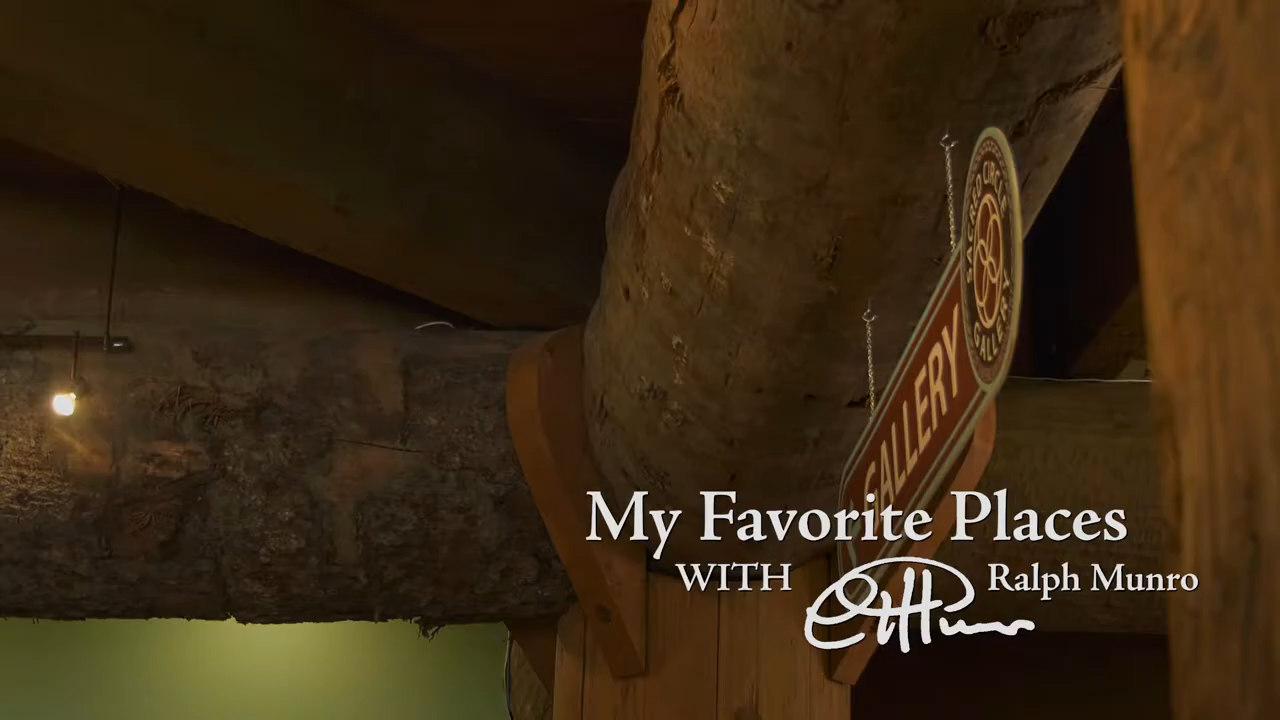 SACRED CIRCLE
GALLERY
GALLERY
My Favorite Places
WITH
Ralph Munro